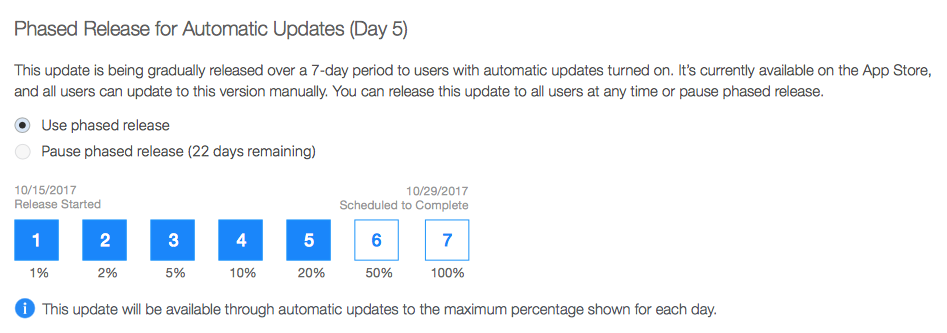 Phased Release for Automatic Updates (Day 5)
This update is being gradually released over a 7-day period to users with automatic updates turned on. It's currently available on the App Store,
and all users can update to this version manually. You can release this update to all users at any time or pause phased release.
Use phased release
Pause phased release (22 days remaining)
10/15/2017 10/29/2017
Release Started Scheduled to Complete
1 2 3 4 5 6 7
1% 2% 5% 10% 20% 50% 100%
i This update will be available through automatic updates to the maximum percentage shown for each day.